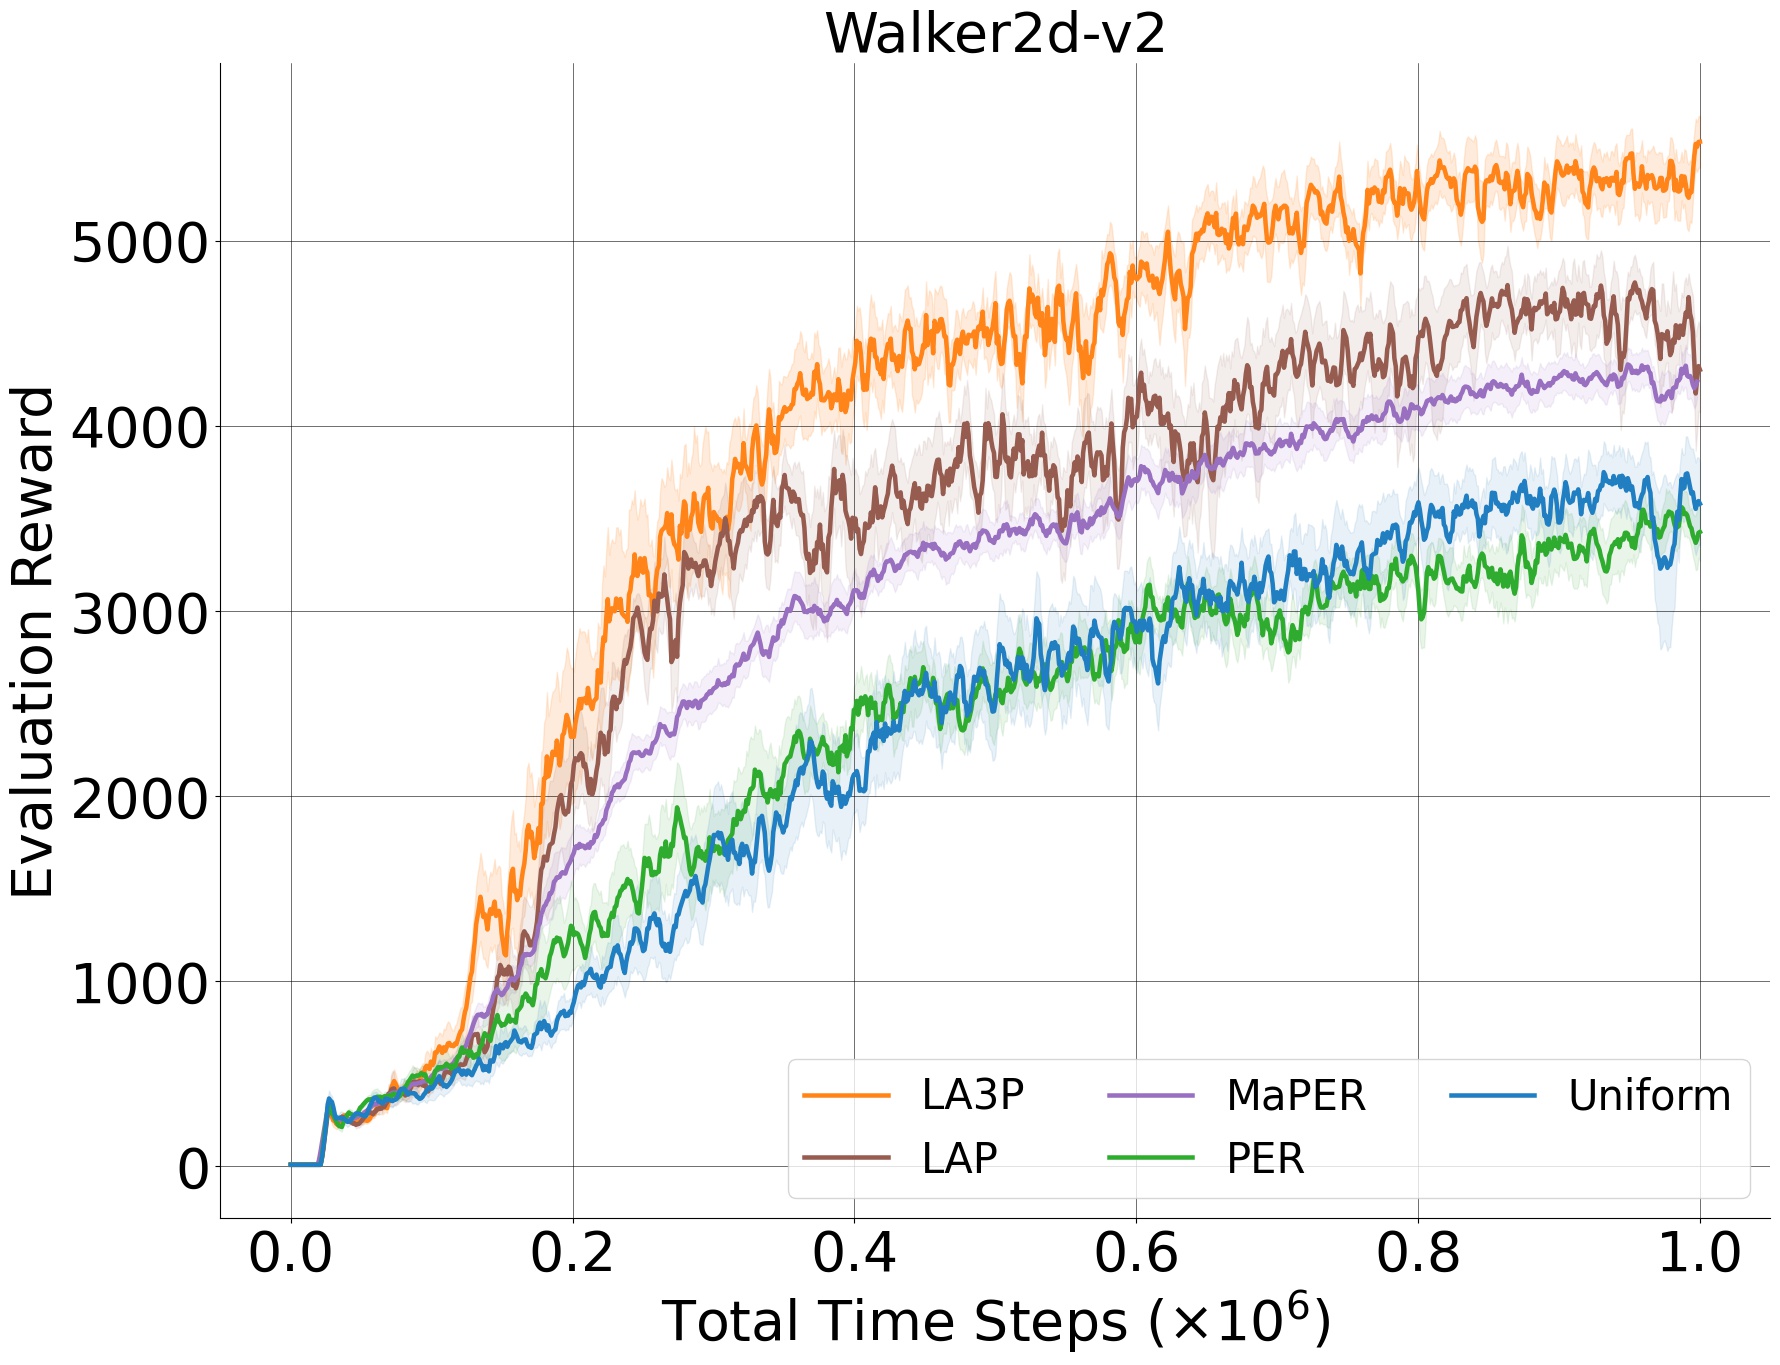 Walker2d-v2
Evaluation Reward
5000
4000
3000
2000
1000
0
LA3P MaPER Uniform
LAP PER
0.0 0.2 0.4 0.6 0.8 1.0
Total Time Steps (×10⁶)